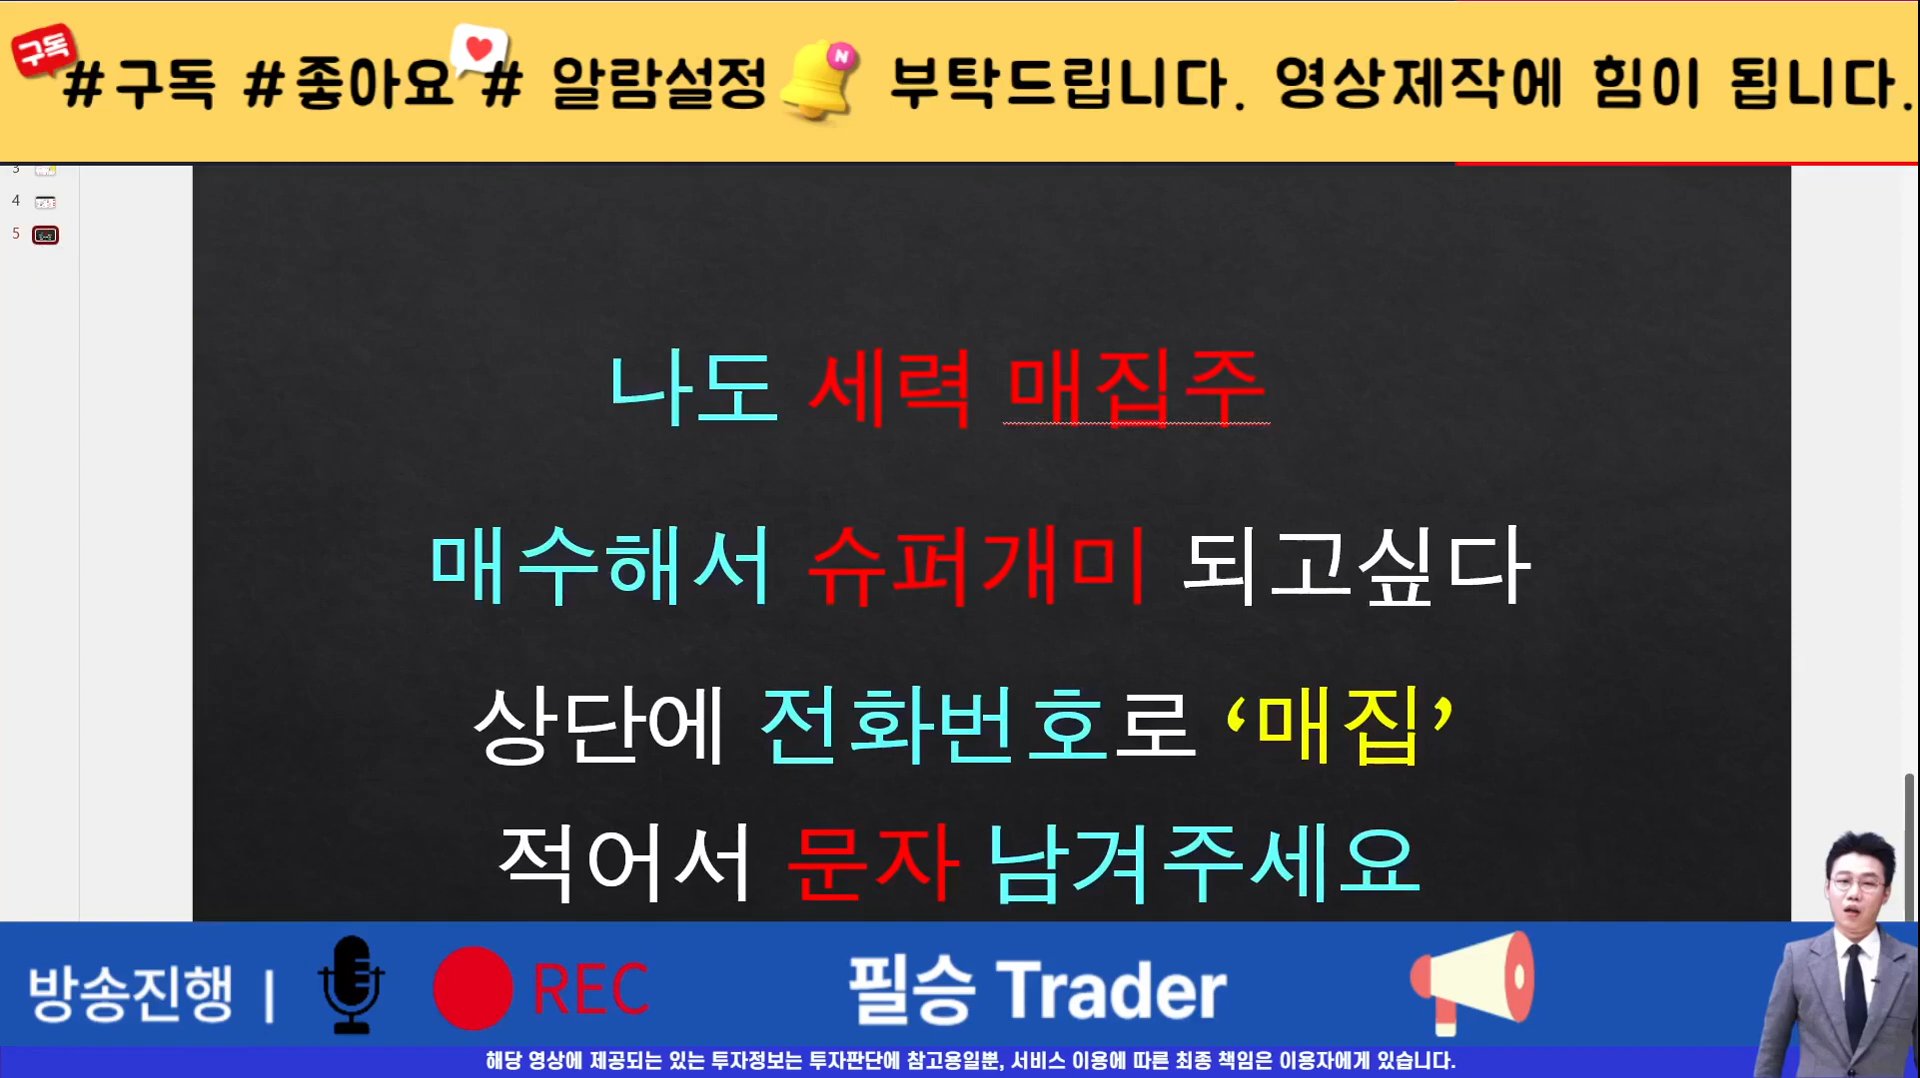 구독
#구독 #좋아요 # 알람설정 N 부탁드립니다. 영상제작에 힘이 됩니다.
3
4
5
나도 세력 매집주
매수해서 슈퍼개미 되고싶다
상단에 전화번호로 ‘매집’
적어서 문자 남겨주세요
방송진행 | REC 필승 Trader
해당 영상에 제공되는 있는 투자정보는 투자판단에 참고용일뿐, 서비스 이용에 따른 최종 책임은 이용자에게 있습니다.